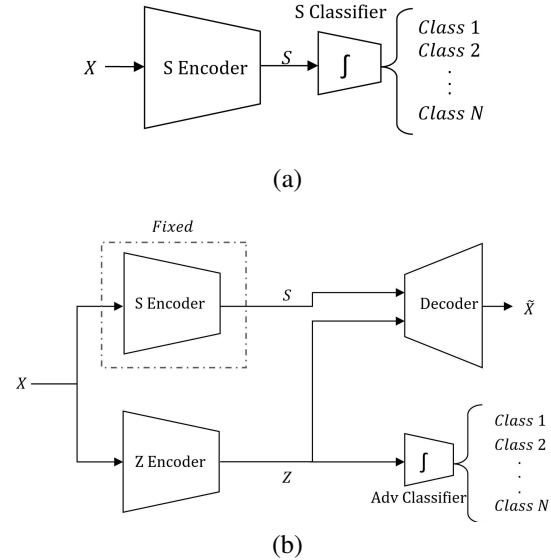 S Classifier
X
S Encoder
S
∫
Class 1
Class 2
.
.
.
Class N
(a)
Fixed
S Encoder
S
Decoder
X̃
X
Z Encoder
Z
∫
Adv Classifier
Class 1
Class 2
.
.
.
Class N
(b)